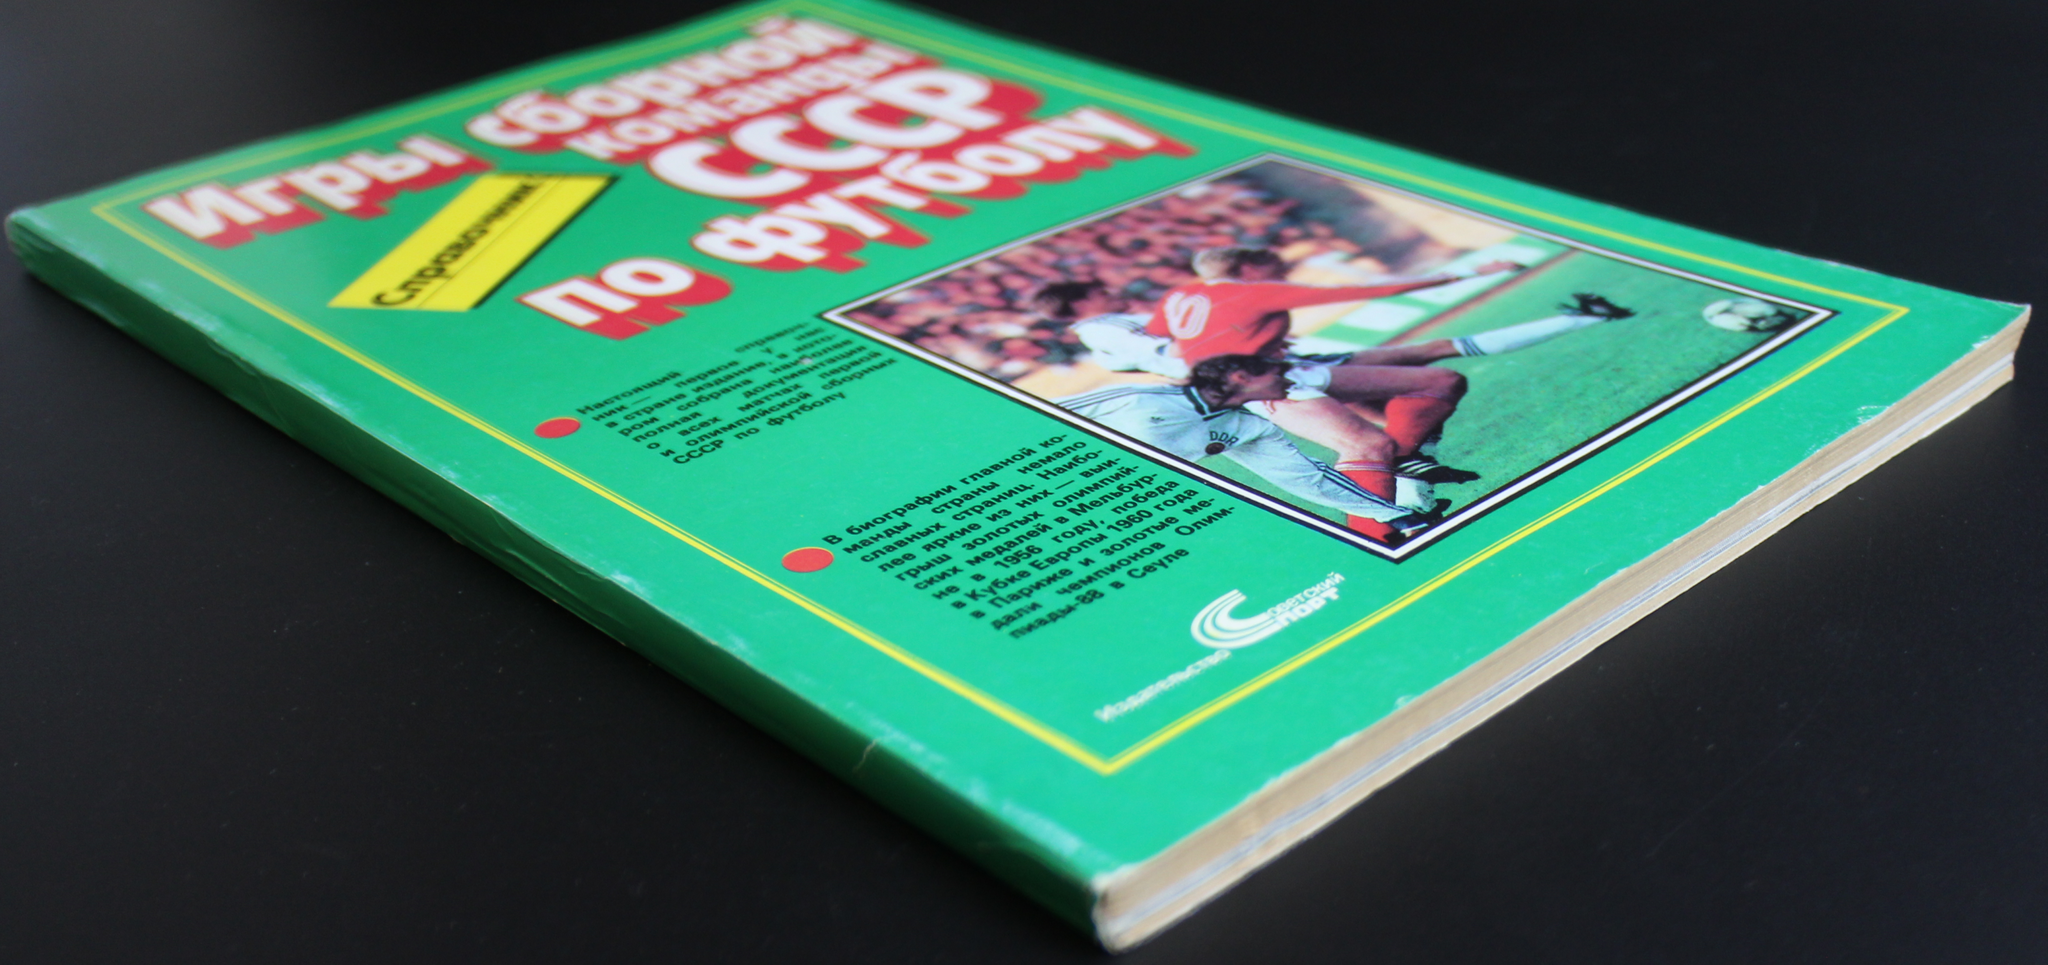 Игры сборной
команды
СССР
по футболу
Справочник
Настоящий справоч-
ник — первое у нас
в стране издание, в кото-
ром собрана наиболее
полная документация
о всех матчах первой
и олимпийской сборных
СССР по футболу
В биографии главной ко-
манды страны немало
славных страниц. Наибо-
лее яркие из них — выи-
грыш золотых олимпий-
ских медалей в Мельбур-
не в 1956 году, победа
в Кубке Европы 1960 года
в Париже и золотые ме-
дали чемпионов Олим-
пиады-88 в Сеуле
6
DDR
Издательство
Советский
спорт